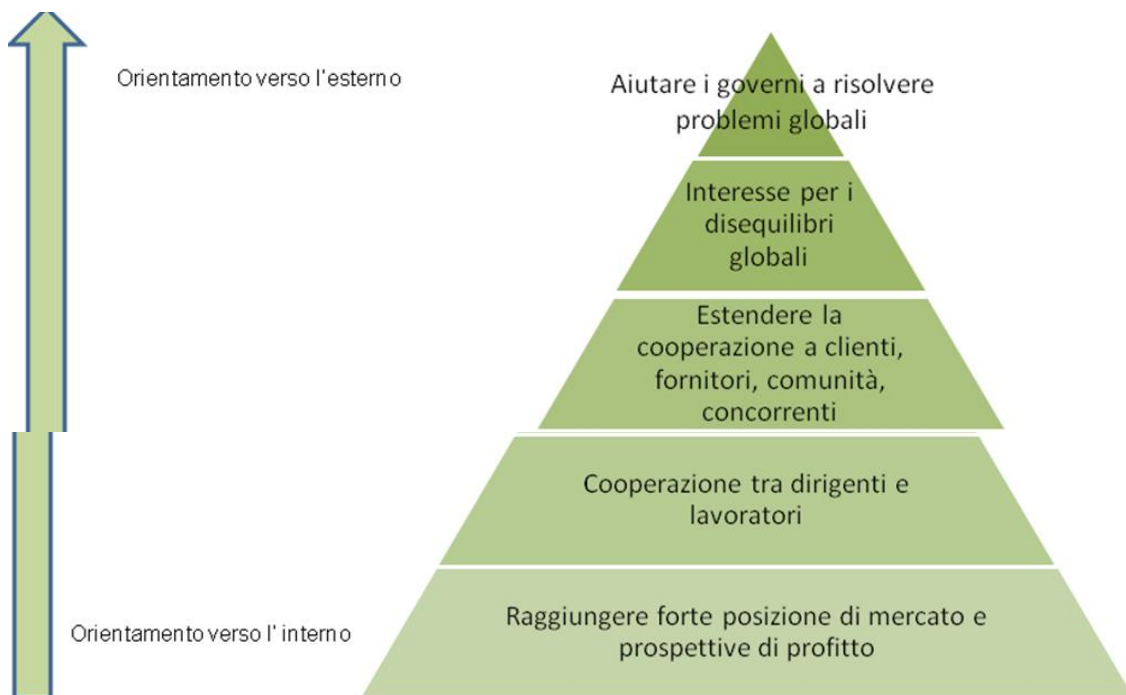 Orientamento verso l'esterno
Aiutare i governi a risolvere
problemi globali
Interesse per i
disequilibri
globali
Estendere la
cooperazione a clienti,
fornitori, comunità,
concorrenti
Cooperazione tra dirigenti e
lavoratori
Orientamento verso l' interno
Raggiungere forte posizione di mercato e
prospettive di profitto